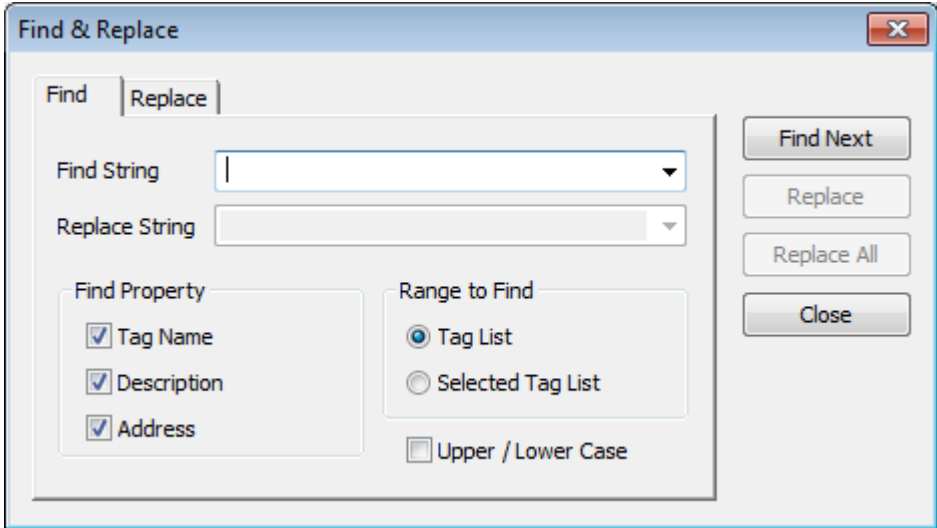 Find & Replace
Find Replace
Find String
Replace String
Find Property
Tag Name
Description
Address
Range to Find
Tag List
Selected Tag List
Upper / Lower Case
Find Next
Replace
Replace All
Close